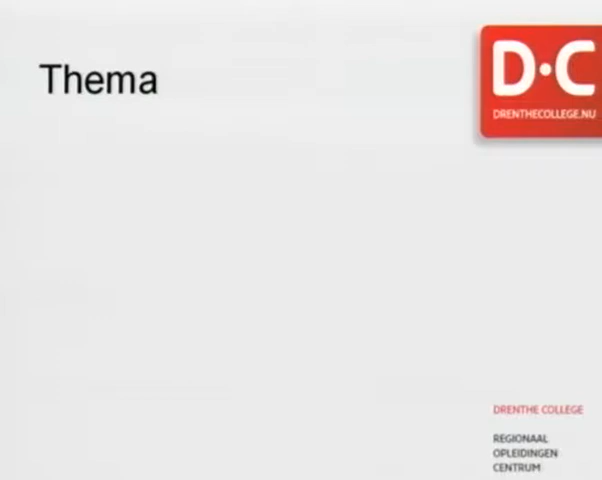 Thema
D·C
DRENTHECOLLEGE.NU
DRENTHE COLLEGE
REGIONAAL
OPLEIDINGEN
CENTRUM